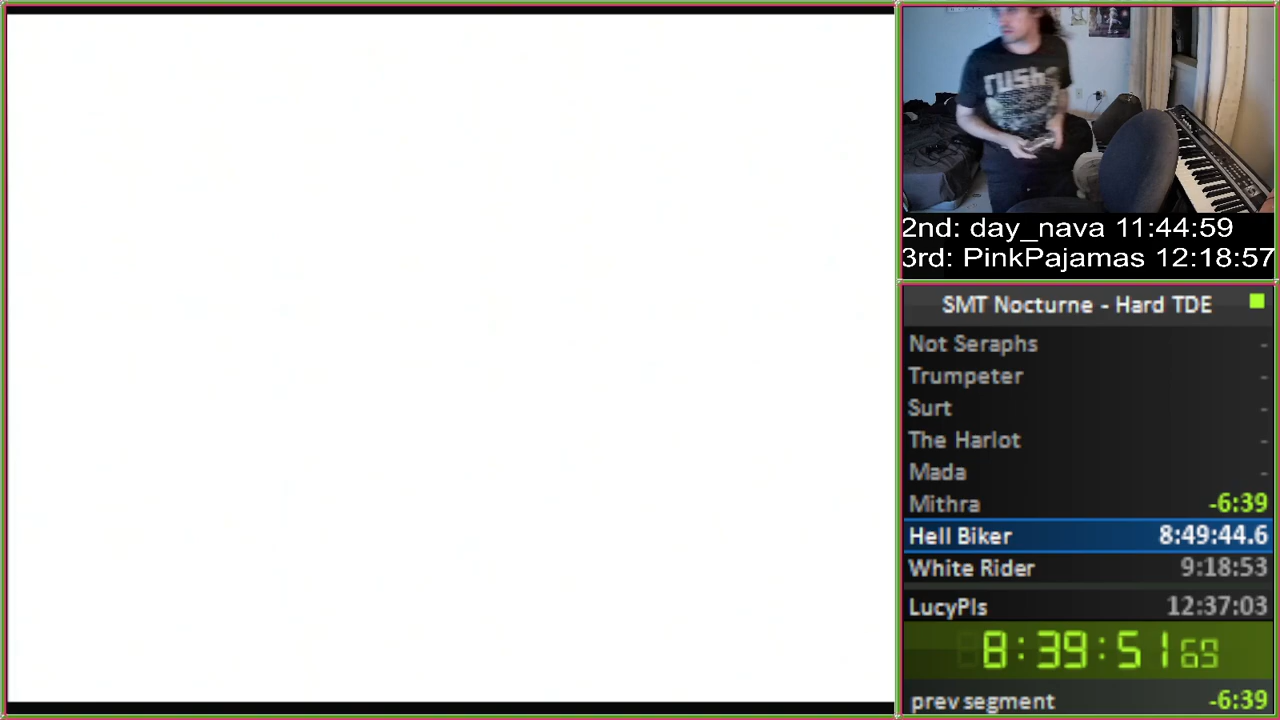 rush
2nd: day_nava 11:44:59
3rd: PinkPajamas 12:18:57
SMT Nocturne - Hard TDE
Not Seraphs -
Trumpeter -
Surt -
The Harlot -
Mada -
Mithra -6:39
Hell Biker 8:49:44.6
White Rider 9:18:53
LucyPls 12:37:03
8:39:51 69
prev segment -6:39